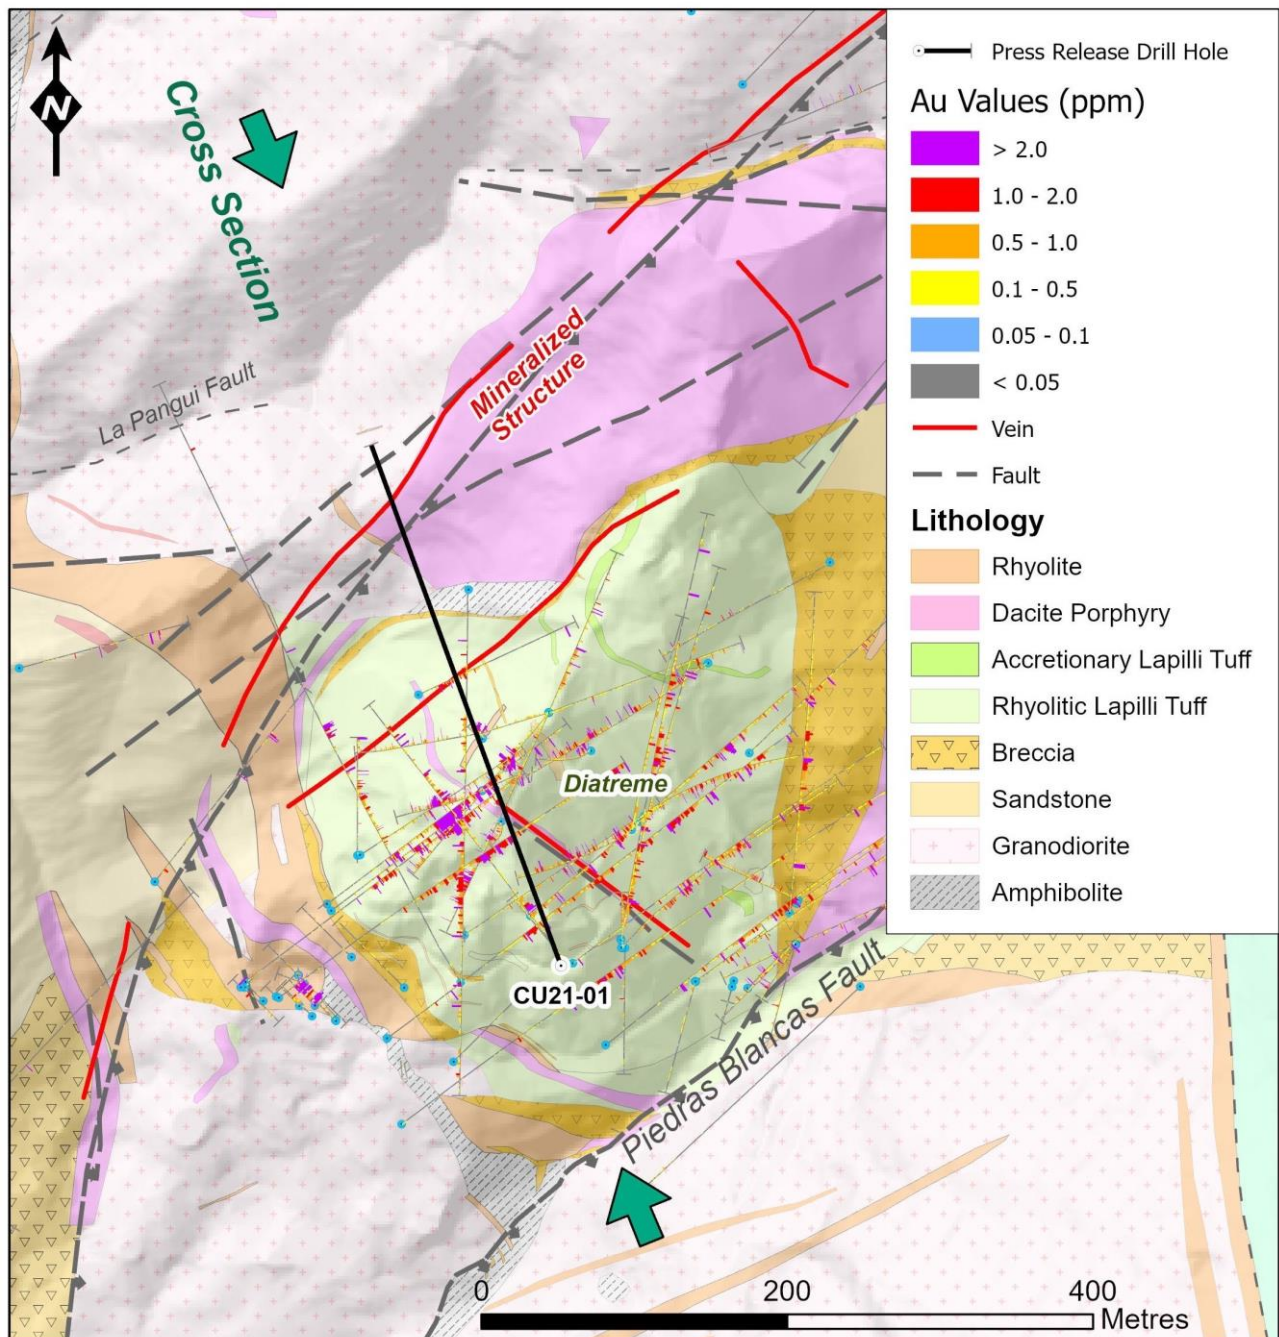 N
Cross Section
La Pangui Fault
Mineralized
Structure
Diatreme
CU21-01
Piedras Blancas Fault
0 200 400
Metres
Press Release Drill Hole
Au Values (ppm)
> 2.0
1.0 - 2.0
0.5 - 1.0
0.1 - 0.5
0.05 - 0.1
< 0.05
Vein
Fault
Lithology
Rhyolite
Dacite Porphyry
Accretionary Lapilli Tuff
Rhyolitic Lapilli Tuff
Breccia
Sandstone
Granodiorite
Amphibolite